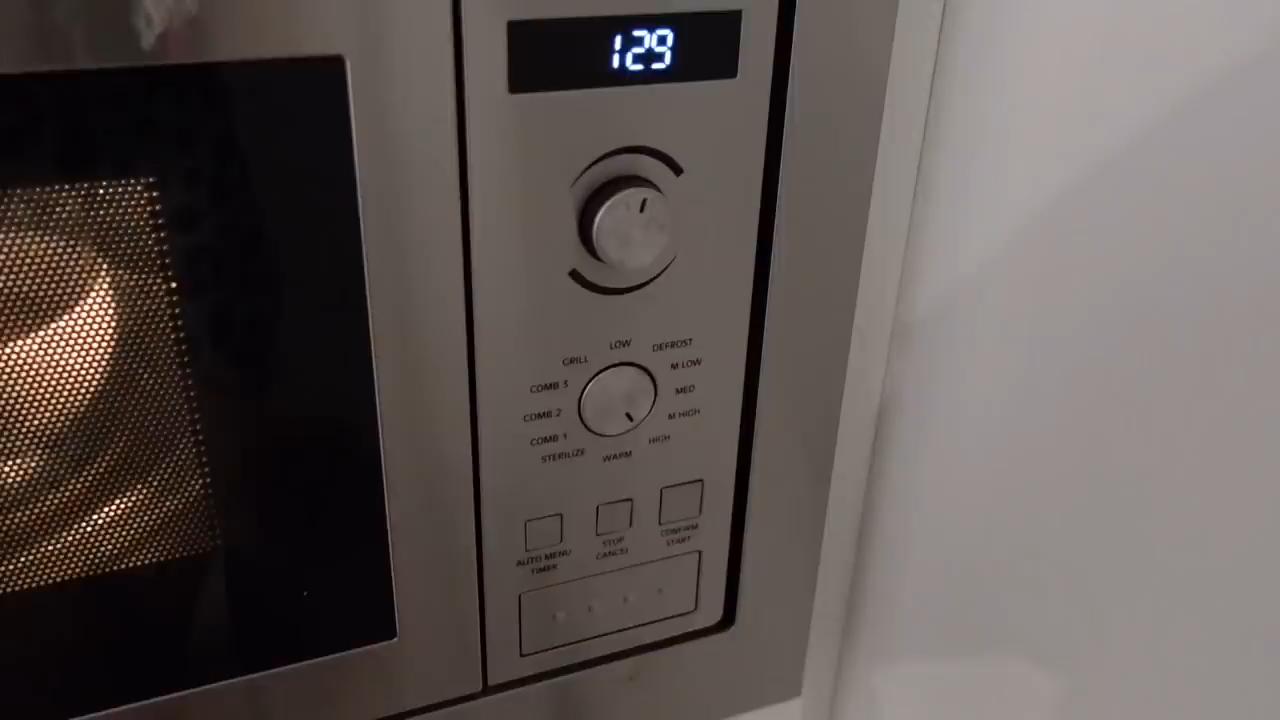 129
LOW
GRILL
DEFROST
COMB 3
M LOW
COMB 2
MED
COMB 1
M HIGH
STERILIZE
HIGH
WARM
AUTO MENU
TIMER
STOP
CANCEL
CONFIRM
START